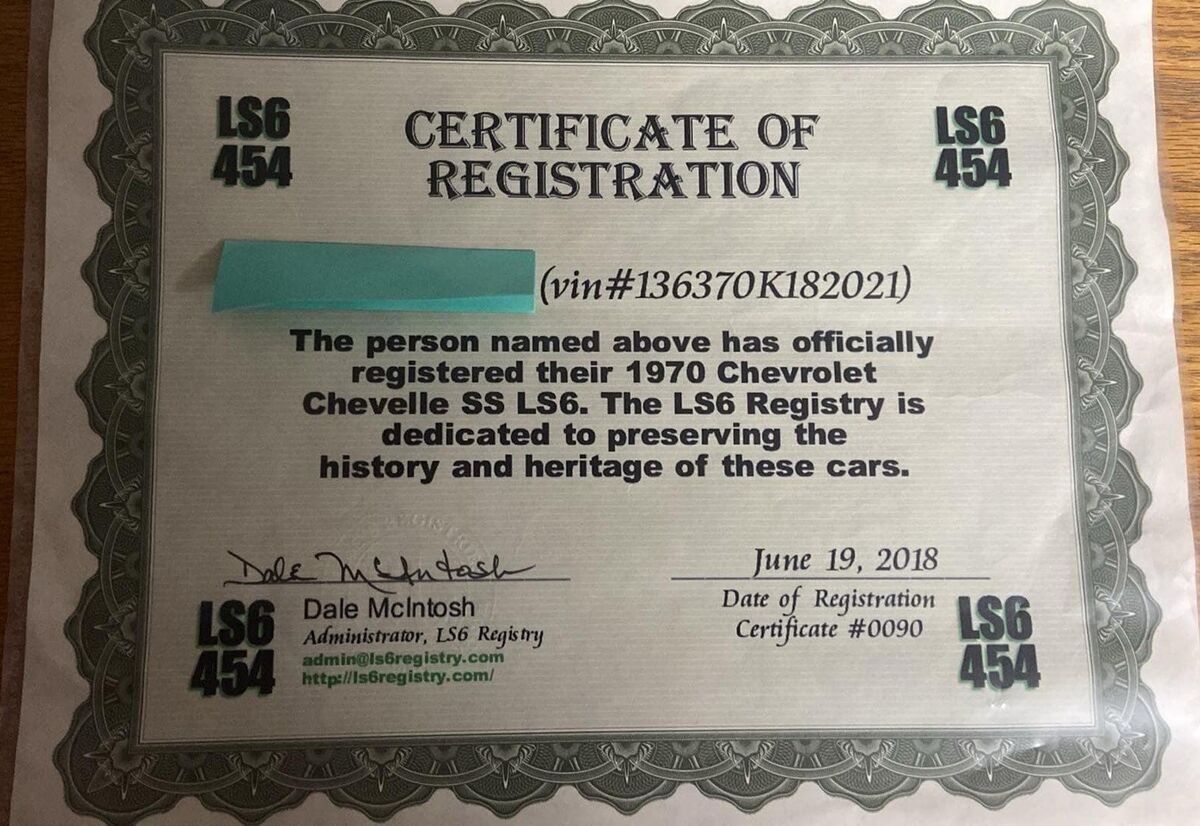 LS6
454
CERTIFICATE OF
REGISTRATION
LS6
454
(vin#136370K182021)
The person named above has officially
registered their 1970 Chevrolet
Chevelle SS LS6. The LS6 Registry is
dedicated to preserving the
history and heritage of these cars.
Dale McIntosh
June 19, 2018
Dale McIntosh
Administrator, LS6 Registry
admin@ls6registry.com
http://ls6registry.com/
Date of Registration
Certificate #0090
LS6
454
LS6
454